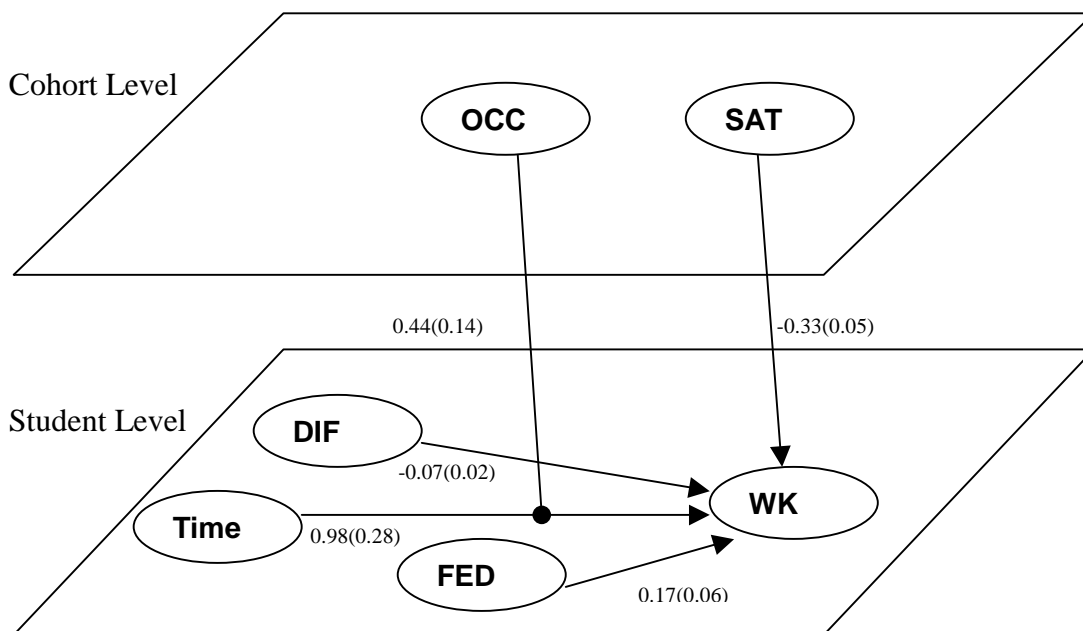 Cohort Level
OCC
SAT
0.44(0.14)
-0.33(0.05)
Student Level
DIF
-0.07(0.02)
WK
Time
0.98(0.28)
FED
0.17(0.06)